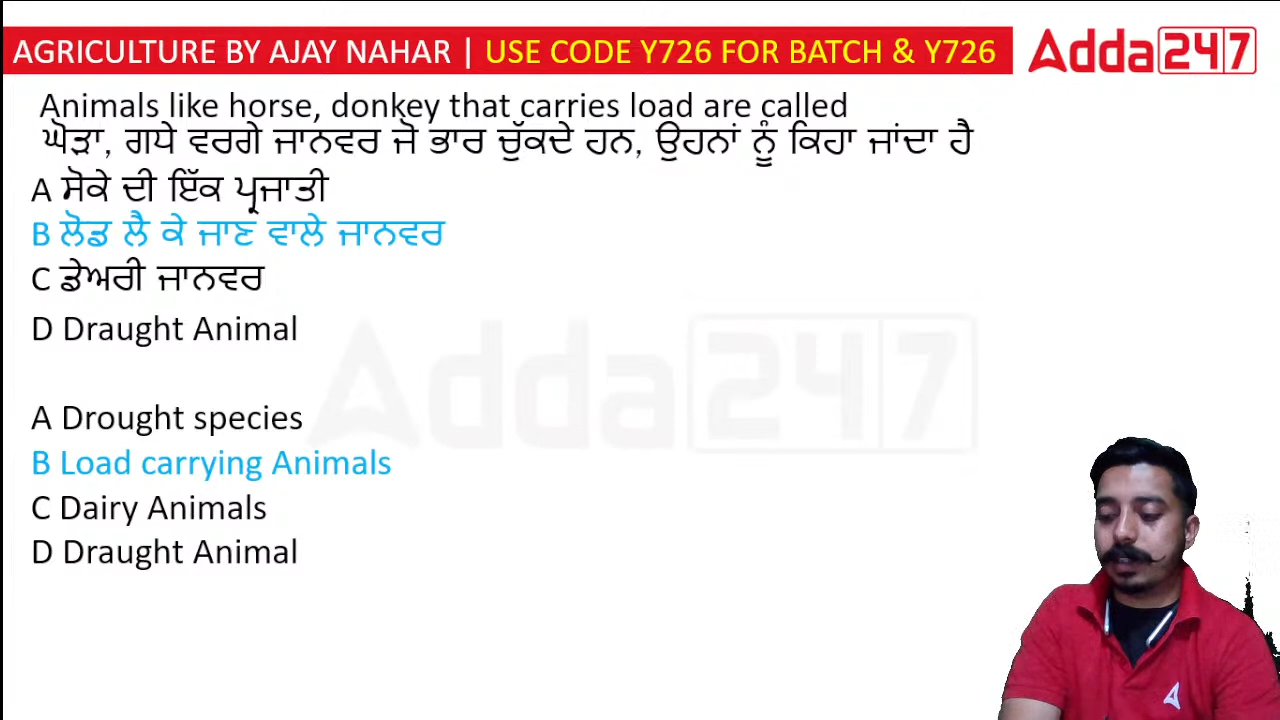 AGRICULTURE BY AJAY NAHAR | USE CODE Y726 FOR BATCH & Y726
Adda247
Animals like horse, donkey that carries load are called
ਘੋੜਾ, ਗਧੇ ਵਰਗੇ ਜਾਨਵਰ ਜੋ ਭਾਰ ਚੁੱਕਦੇ ਹਨ, ਉਹਨਾਂ ਨੂੰ ਕਿਹਾ ਜਾਂਦਾ ਹੈ
A ਸੋਕੇ ਦੀ ਇੱਕ ਪ੍ਰਜਾਤੀ
B ਲੋਡ ਲੈ ਕੇ ਜਾਣ ਵਾਲੇ ਜਾਨਵਰ
C ਡੇਅਰੀ ਜਾਨਵਰ
D Draught Animal
Adda247
A Drought species
B Load carrying Animals
C Dairy Animals
D Draught Animal